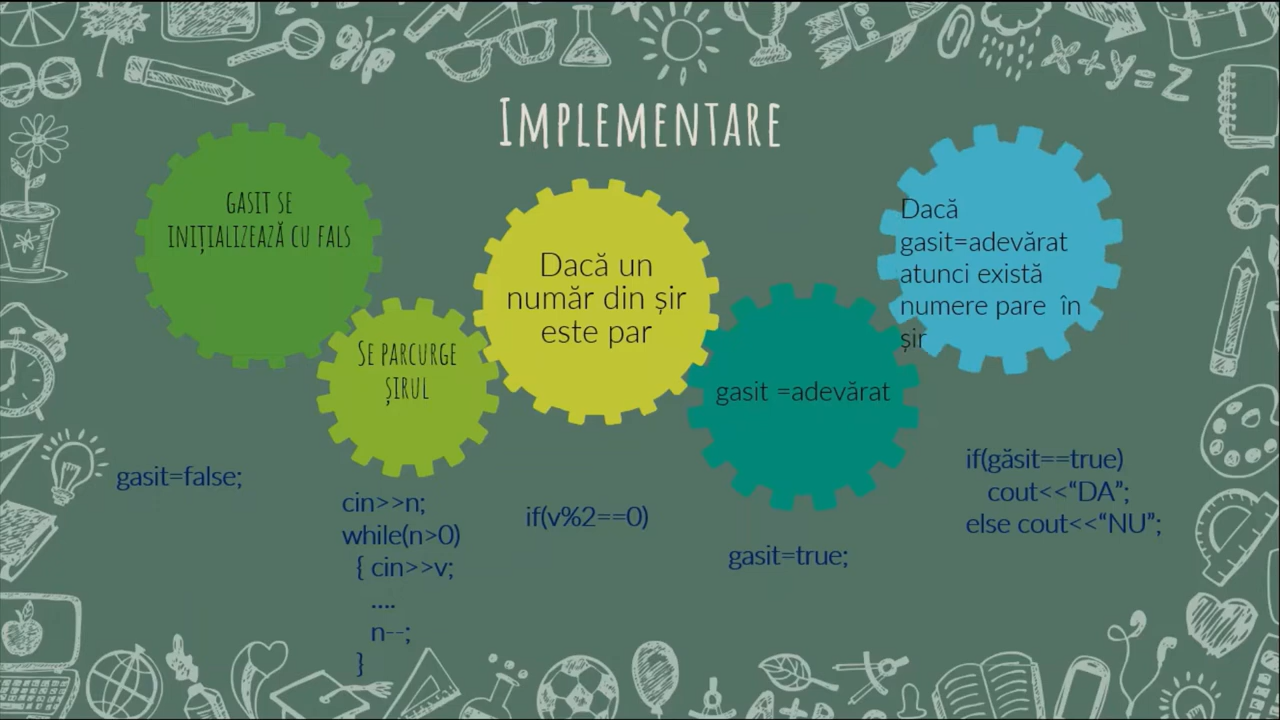 x+y=z
IMPLEMENTARE
GASIT SE
INIȚIALIZEAZĂ CU FALS
SE PARCURGE
ȘIRUL
Dacă un
număr din șir
este par
gasit =adevărat
Dacă
gasit=adevărat
atunci există
numere pare în
șir
gasit=false;
cin>>n;
while(n>0)
{ cin>>v;
....
n--;
}
if(v%2==0)
gasit=true;
if(găsit==true)
cout<<“DA”;
else cout<<“NU”;